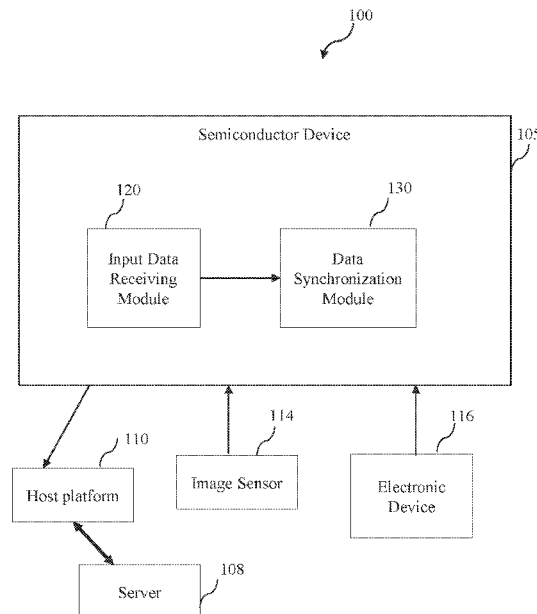 100
Semiconductor Device
105
120
130
Input Data
Receiving
Module
Data
Synchronization
Module
110
114
116
Host platform
Image Sensor
Electronic
Device
Server
108